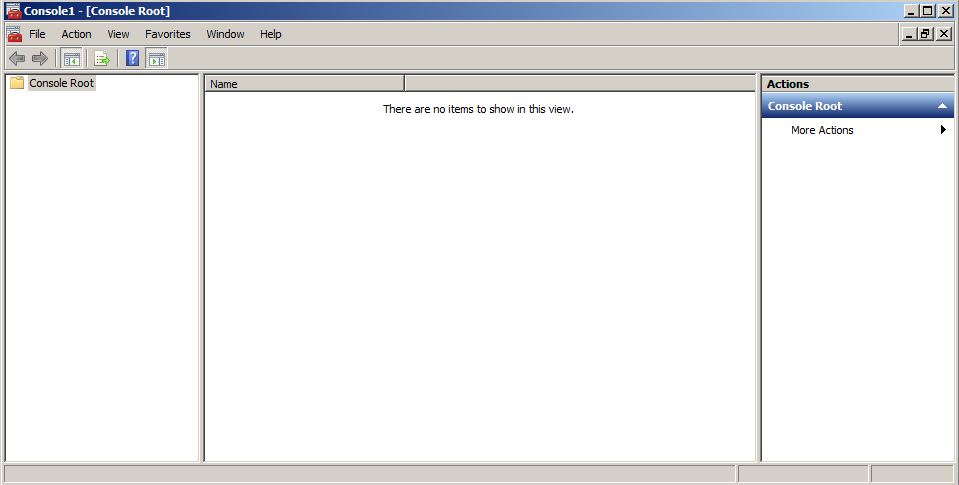 Console1 - [Console Root]
File Action View Favorites Window Help
Console Root
Name
There are no items to show in this view.
Actions
Console Root
More Actions